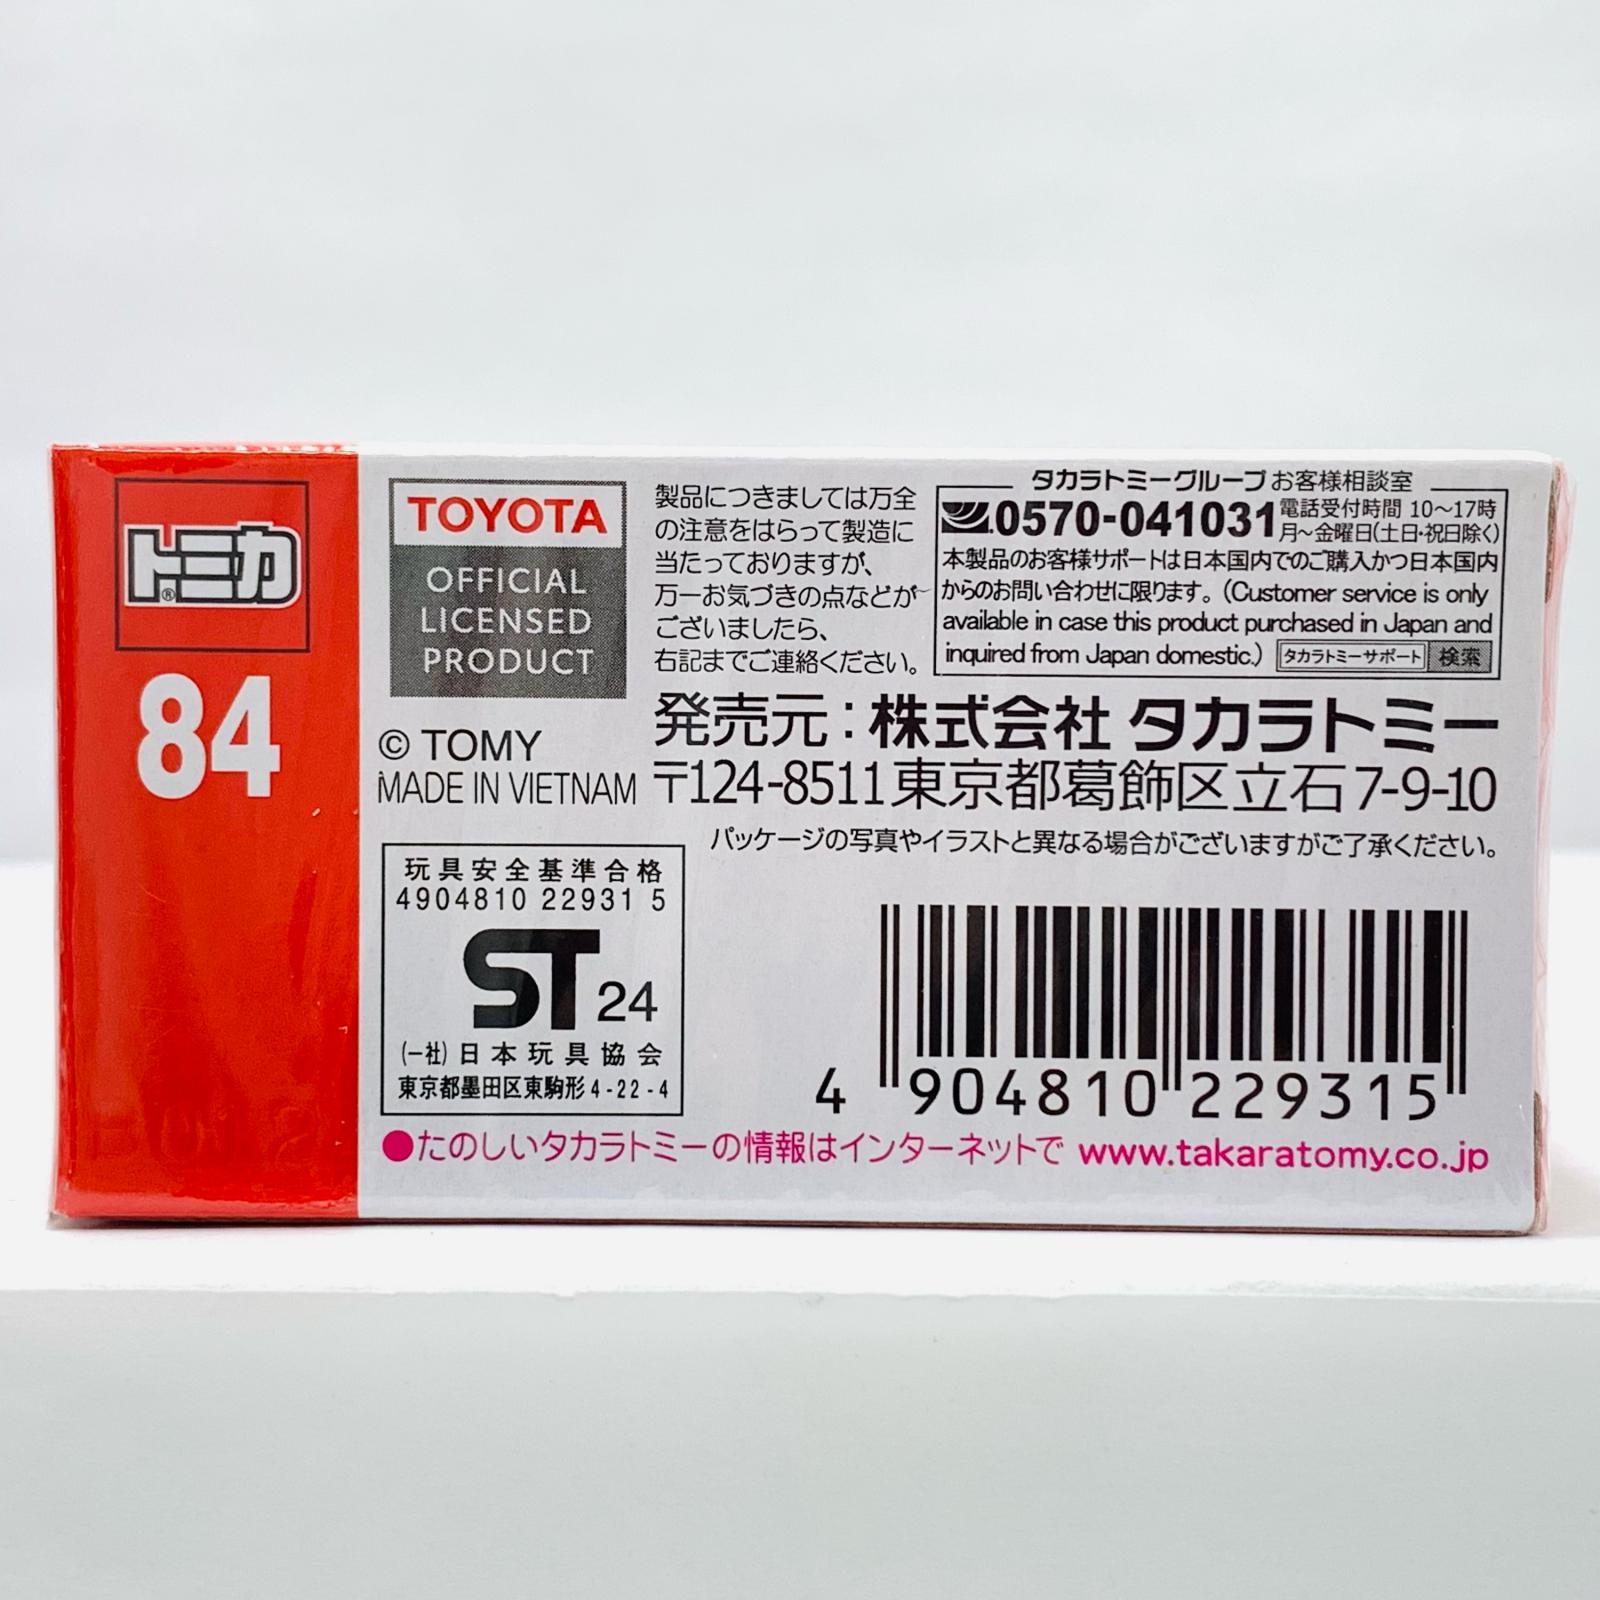 トミカ®
84
TOYOTA
OFFICIAL
LICENSED
PRODUCT
© TOMY
MADE IN VIETNAM
製品につきましては万全
の注意をはらって製造に
当たっておりますが、
万一お気づきの点などが
ございましたら、
右記までご連絡ください。
タカラトミーグループ お客様相談室
0570-041031 電話受付時間 10～17時
月～金曜日(土日・祝日除く)
本製品のお客様サポートは日本国内でのご購入かつ日本国内
からのお問い合わせに限ります。(Customer service is only
available in case this product purchased in Japan and
inquired from Japan domestic.) タカラトミーサポート 検索
発売元：株式会社 タカラトミー
〒124-8511 東京都葛飾区立石 7-9-10
パッケージの写真やイラストと異なる場合がございますがご了承ください。
玩具安全基準合格
4904810 22931 5
ST 24
(一社) 日本玩具協会
東京都墨田区東駒形 4-22-4
4 904810 229315
●たのしいタカラトミーの情報はインターネットで www.takaratomy.co.jp